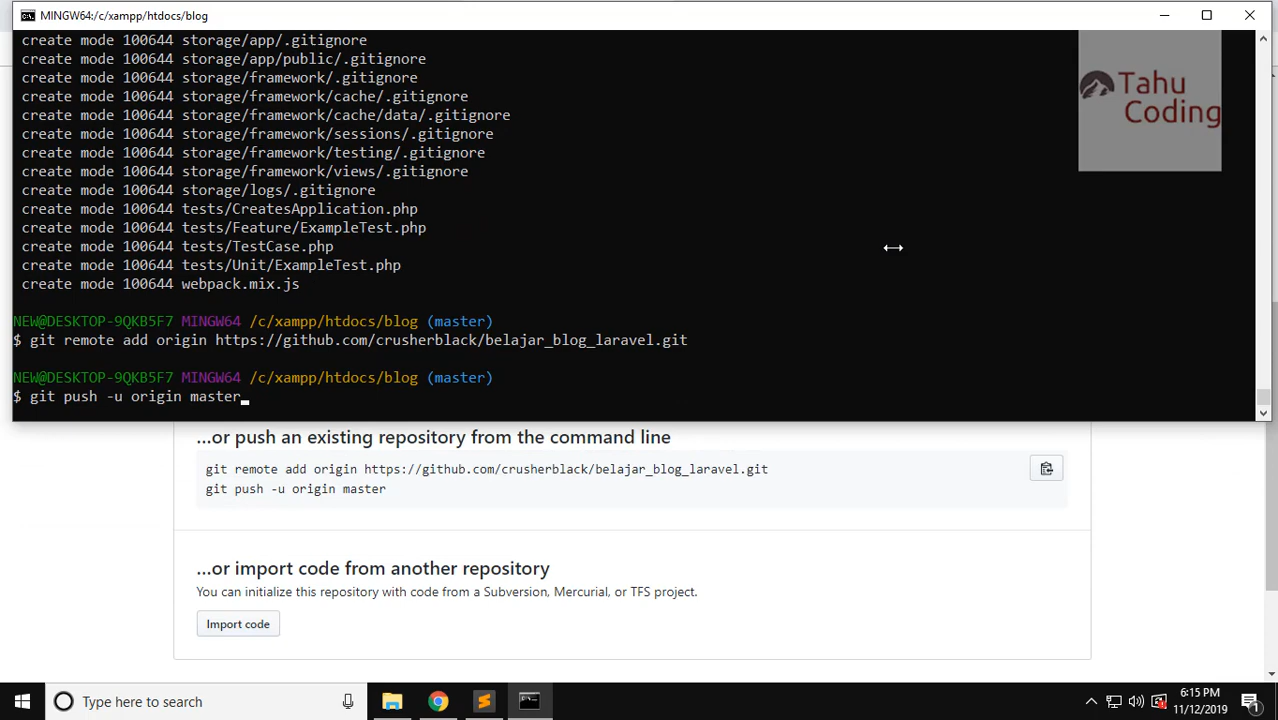 MINGW64:/c/xampp/htdocs/blog
create mode 100644 storage/app/.gitignore
create mode 100644 storage/app/public/.gitignore
create mode 100644 storage/framework/.gitignore
create mode 100644 storage/framework/cache/.gitignore
create mode 100644 storage/framework/cache/data/.gitignore
create mode 100644 storage/framework/sessions/.gitignore
create mode 100644 storage/framework/testing/.gitignore
create mode 100644 storage/framework/views/.gitignore
create mode 100644 storage/logs/.gitignore
create mode 100644 tests/CreatesApplication.php
create mode 100644 tests/Feature/ExampleTest.php
create mode 100644 tests/TestCase.php
create mode 100644 tests/Unit/ExampleTest.php
create mode 100644 webpack.mix.js
Tahu
Coding
NEW@DESKTOP-9QKB5F7 MINGW64 /c/xampp/htdocs/blog (master)
$ git remote add origin https://github.com/crusherblack/belajar_blog_laravel.git
NEW@DESKTOP-9QKB5F7 MINGW64 /c/xampp/htdocs/blog (master)
$ git push -u origin master
...or push an existing repository from the command line
git remote add origin https://github.com/crusherblack/belajar_blog_laravel.git
git push -u origin master
...or import code from another repository
You can initialize this repository with code from a Subversion, Mercurial, or TFS project.
Import code
Type here to search
6:15 PM
11/12/2019
1